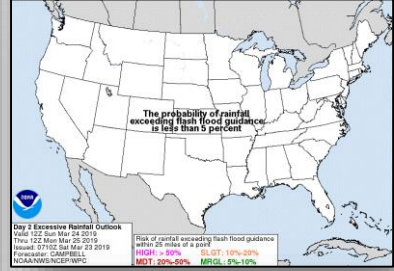 The probability of rainfall
exceeding flash flood guidance
is less than 5 percent
noaa
Day 2 Excessive Rainfall Outlook
Valid 12Z Sun Mar 24 2019
Thru 12Z Mon Mar 25 2019
Issued: 0710Z Sat Mar 23 2019
Forecaster: CAMPBELL
NOAA/NWS/NCEP/WPC
Risk of rainfall exceeding flash flood guidance
within 25 miles of a point
HIGH: > 50% SLGT: 10%-20%
MDT: 20%-50% MRGL: 5%-10%